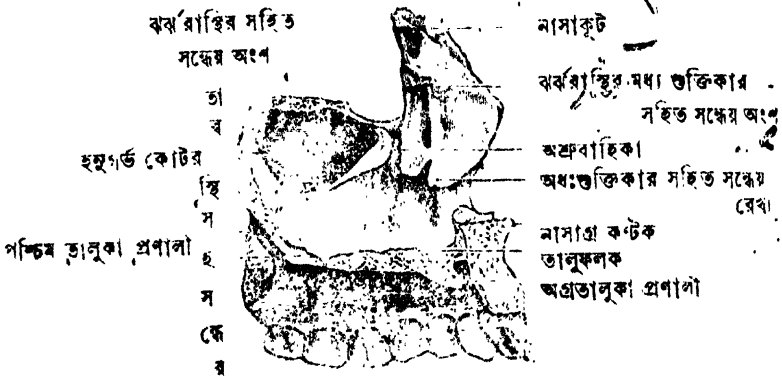 ঝর্ঝরাস্থির সহিত
সন্ধেয় অংশ
তা
ল্ব
স্থি
স
হ
স
ন্ধে
য়
হনুগর্ভ কোটর
পশ্চিম তালুকা প্রণালী
নাসাকূট
ঝর্ঝরাস্থির মধ্য শুক্তিকার
সহিত সন্ধেয় অংশ
অশ্রুবাহিকা
অধঃশুক্তিকার সহিত সন্ধেয়
রেখা
নাসাগ্র কণ্টক
তালুফলক
অগ্রতালুকা প্রণালী